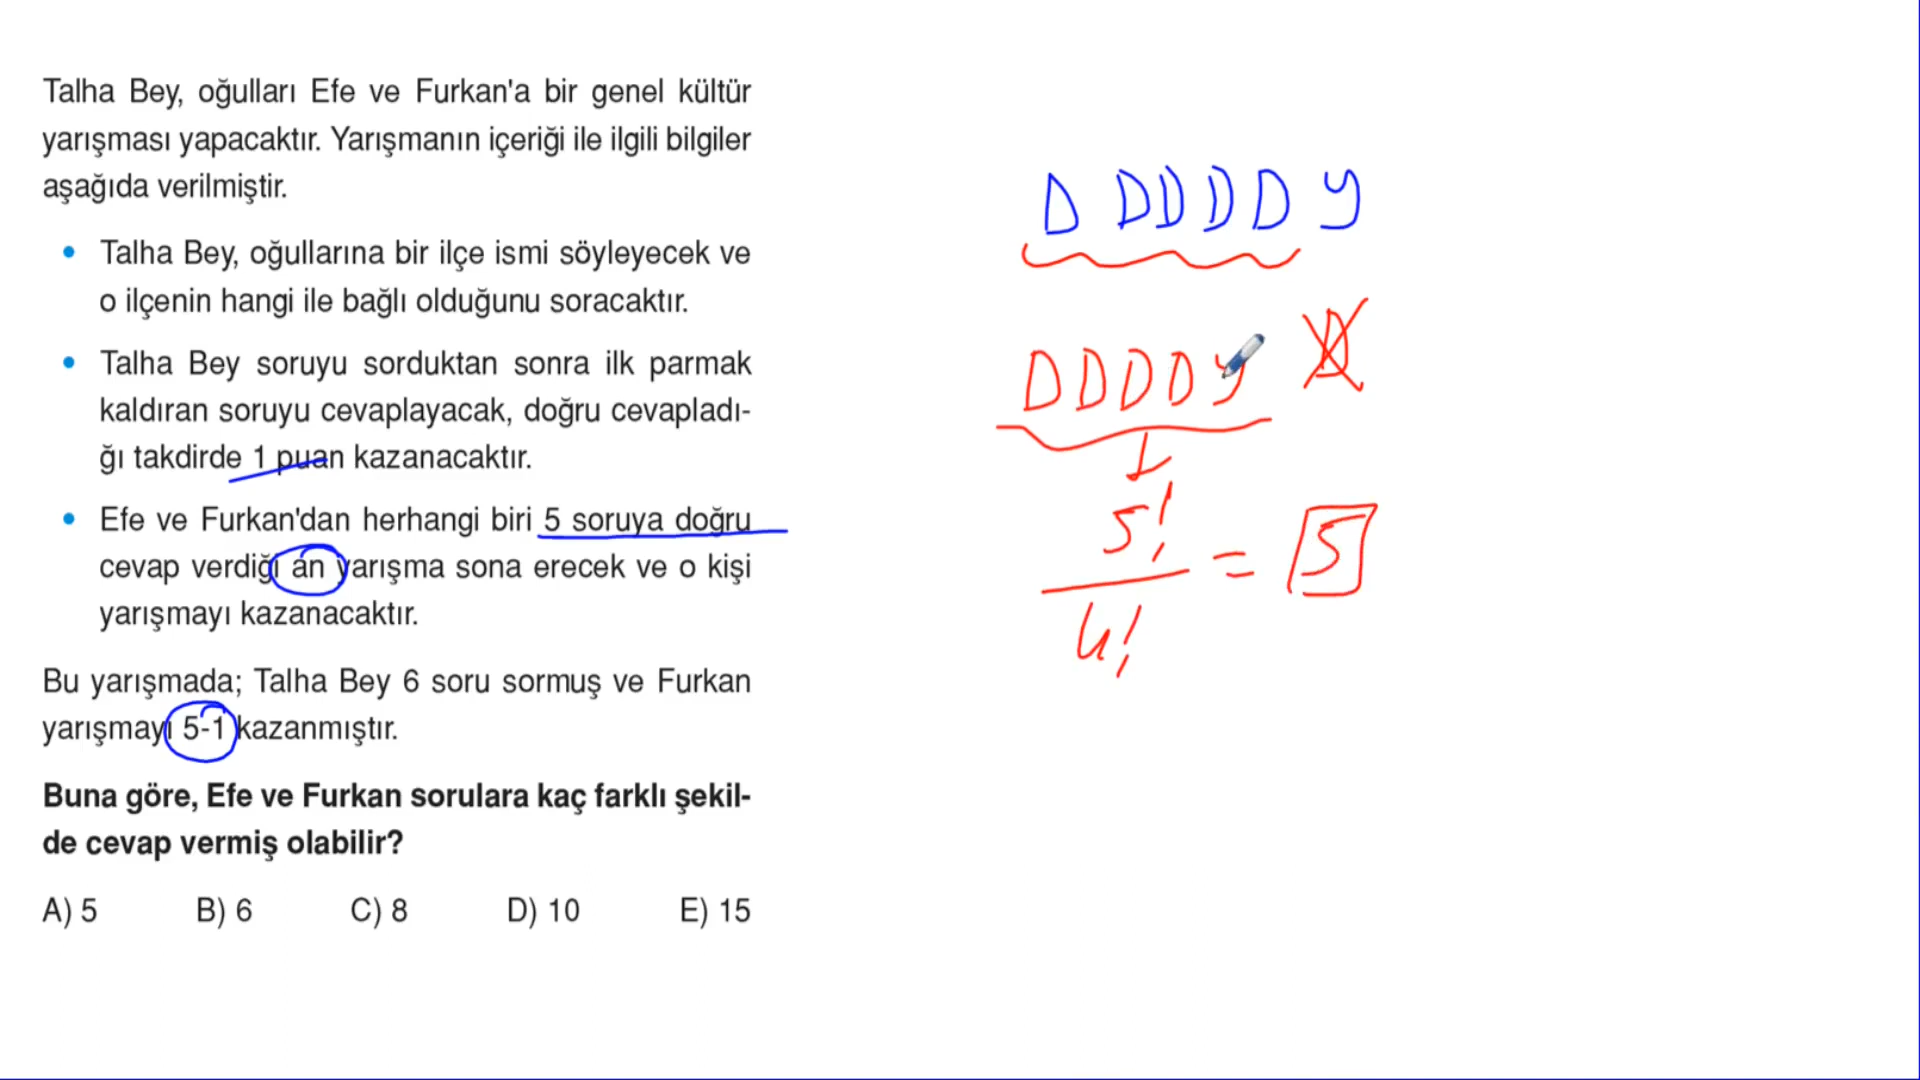 Talha Bey, oğulları Efe ve Furkan'a bir genel kültür
yarışması yapacaktır. Yarışmanın içeriği ile ilgili bilgiler
aşağıda verilmiştir.
• Talha Bey, oğullarına bir ilçe ismi söyleyecek ve
o ilçenin hangi ile bağlı olduğunu soracaktır.
• Talha Bey soruyu sorduktan sonra ilk parmak
kaldıran soruyu cevaplayacak, doğru cevapladı-
ğı takdirde 1 puan kazanacaktır.
• Efe ve Furkan'dan herhangi biri 5 soruya doğru
cevap verdiği an yarışma sona erecek ve o kişi
yarışmayı kazanacaktır.
Bu yarışmada; Talha Bey 6 soru sormuş ve Furkan
yarışmayı 5-1 kazanmıştır.
Buna göre, Efe ve Furkan sorulara kaç farklı şekil-
de cevap vermiş olabilir?
A) 5 B) 6 C) 8 D) 10 E) 15
D D D D D Y
D D D D Y D
5!
= 5
4!